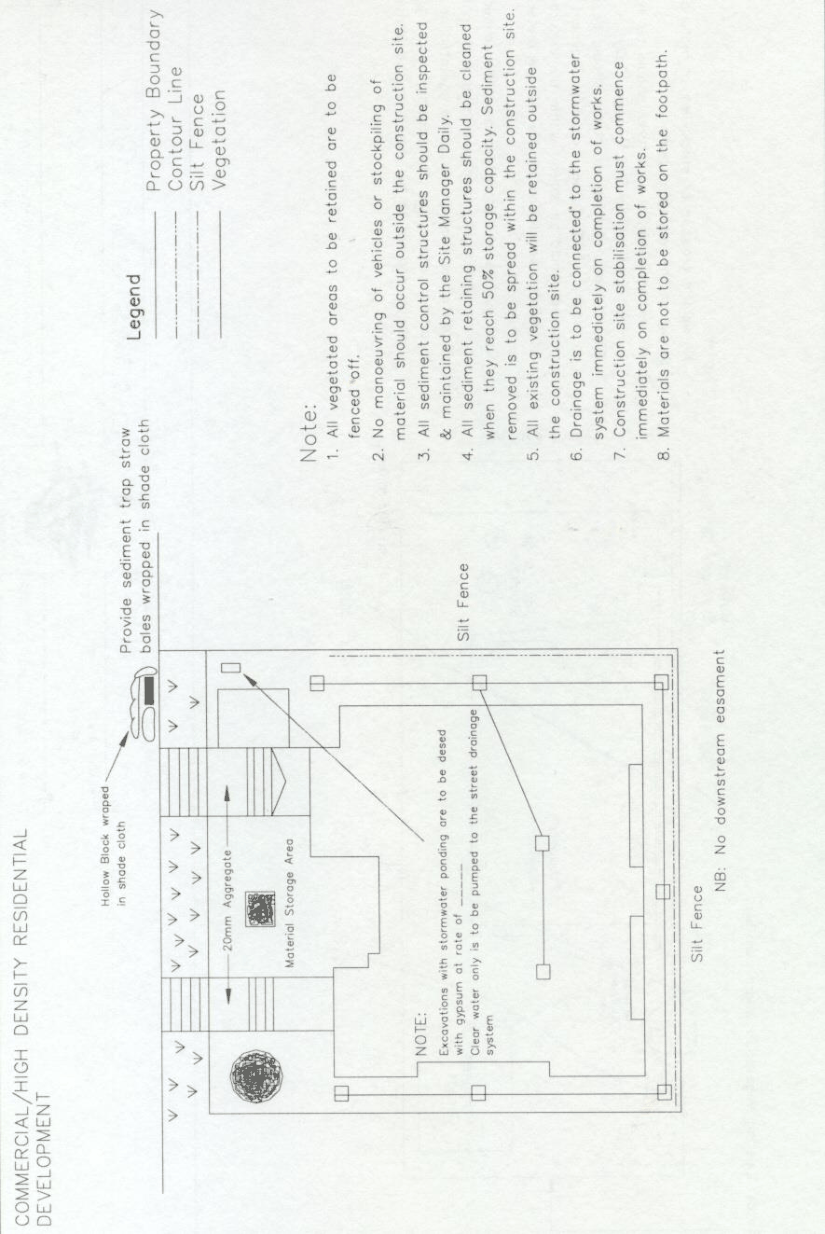 COMMERCIAL/HIGH DENSITY RESIDENTIAL
DEVELOPMENT
Hollow Block wraped
in shade cloth
Provide sediment trap straw
bales wrapped in shade cloth
Legend
Property Boundary
Contour Line
Silt Fence
Vegetation
20mm Aggregate
Material Storage Area
NOTE:
Excavations with stormwater ponding are to be desed
with gypsum at rate of ______
Clear water only is to be pumped to the street drainage
system
Silt Fence
Silt Fence
NB: No downstream easament
Note:
1. All vegetated areas to be retained are to be
fenced off.
2. No manoeuvring of vehicles or stockpiling of
material should occur outside the construction site.
3. All sediment control structures should be inspected
& maintained by the Site Manager Daily.
4. All sediment retaining structures should be cleaned
when they reach 50% storage capacity. Sediment
removed is to be spread within the construction site.
5. All existing vegetation will be retained outside
the construction site.
6. Drainage is to be connected to the stormwater
system immediately on completion of works.
7. Construction site stabilisation must commence
immediately on completion of works.
8. Materials are not to be stored on the footpath.